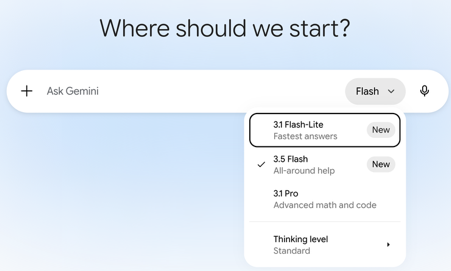 Where should we start?
Ask Gemini
Flash
3.1 Flash-Lite
Fastest answers
New
3.5 Flash
All-around help
New
3.1 Pro
Advanced math and code
Thinking level
Standard